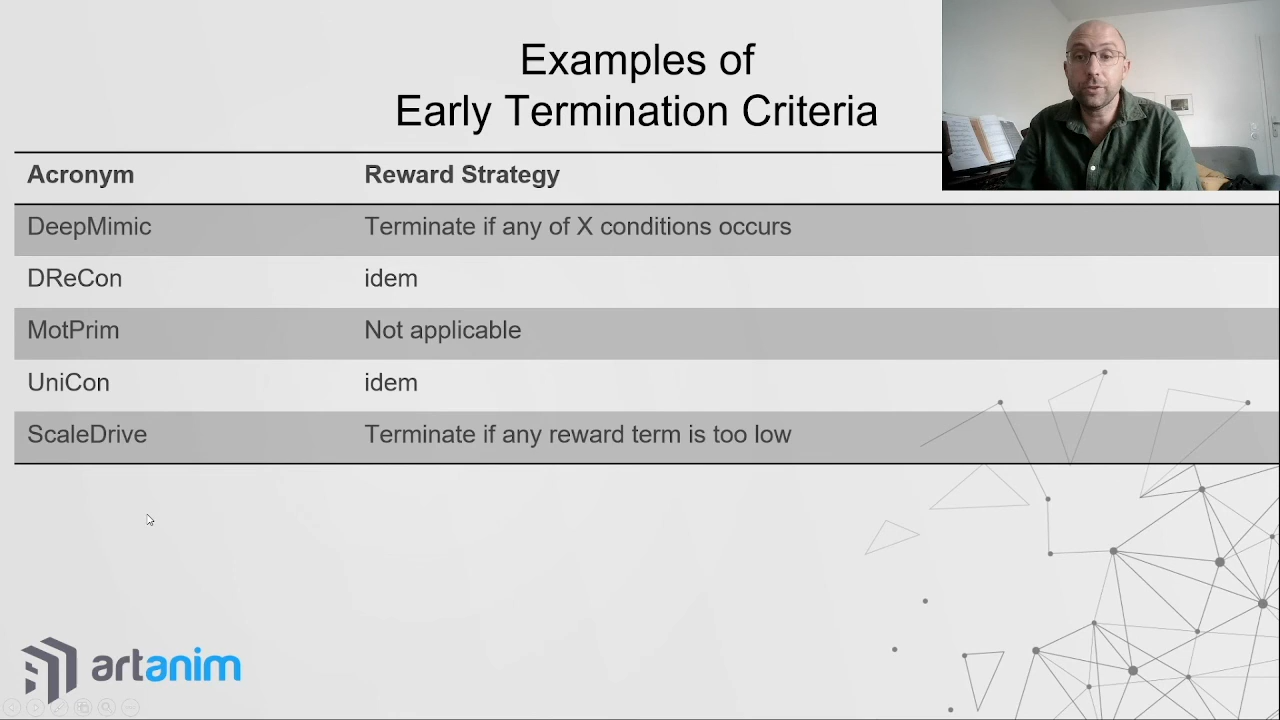 Examples of
Early Termination Criteria
Acronym Reward Strategy
DeepMimic Terminate if any of X conditions occurs
DReCon idem
MotPrim Not applicable
UniCon idem
ScaleDrive Terminate if any reward term is too low
artanim